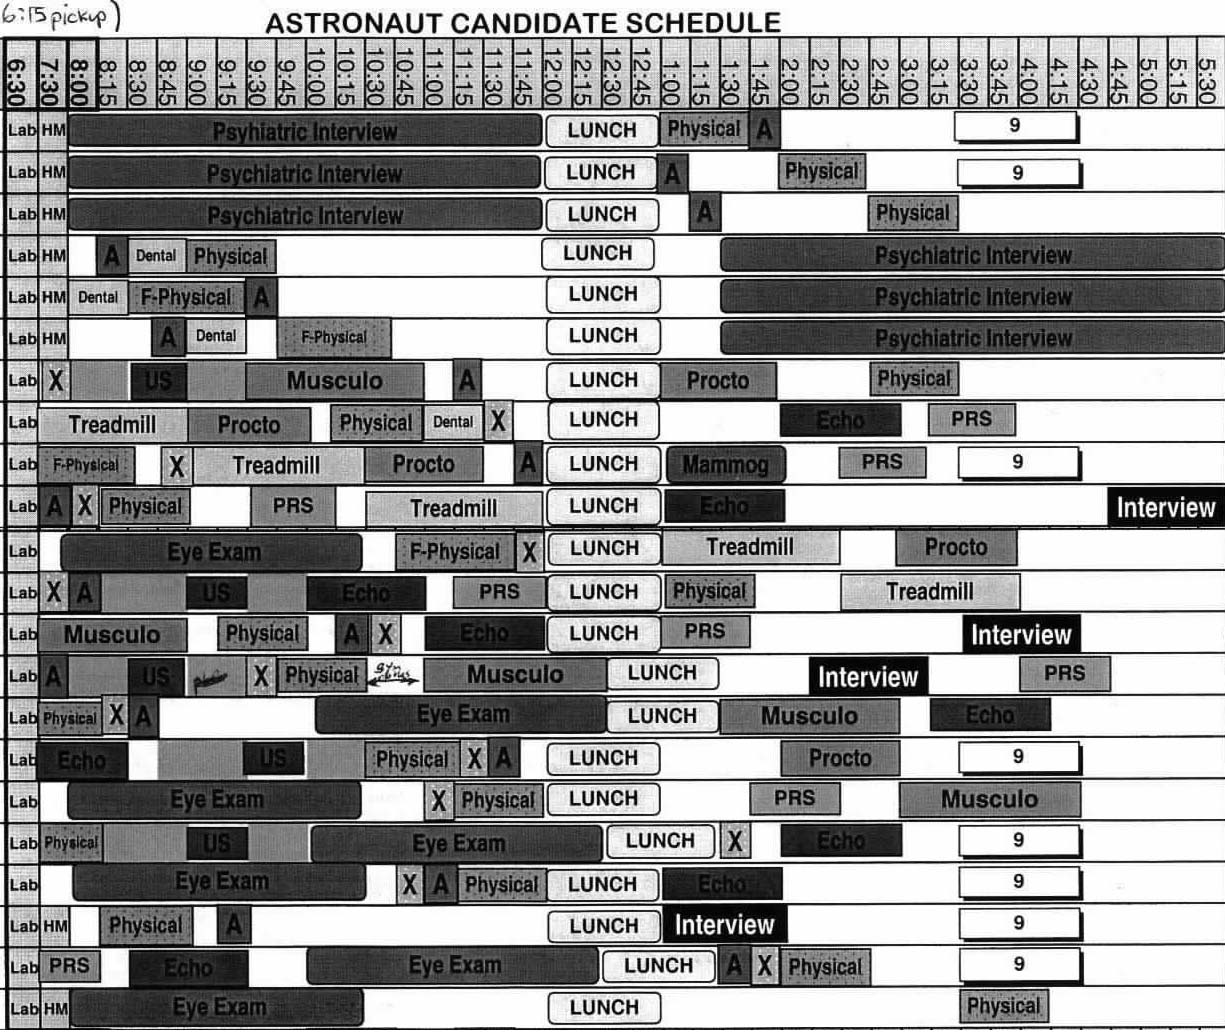 6:15 pickup)
ASTRONAUT CANDIDATE SCHEDULE
6:30 7:30 8:00 8:15 8:30 8:45 9:00 9:15 9:30 9:45 10:00 10:15 10:30 10:45 11:00 11:15 11:30 11:45 12:00 12:15 12:30 12:45 1:00 1:15 1:30 1:45 2:00 2:15 2:30 2:45 3:00 3:15 3:30 3:45 4:00 4:15 4:30 4:45 5:00 5:15 5:30
Lab HM Psyhiatric Interview LUNCH Physical A 9
Lab HM Psychiatric Interview LUNCH A Physical 9
Lab HM Psychiatric Interview LUNCH A Physical
Lab HM A Dental Physical LUNCH Psychiatric Interview
Lab HM Dental F-Physical A LUNCH Psychiatric Interview
Lab HM A Dental F-Physical LUNCH Psychiatric Interview
Lab X US Musculo A LUNCH Procto Physical
Lab Treadmill Procto Physical Dental X LUNCH Echo PRS
Lab F-Physical X Treadmill Procto A LUNCH Mammog PRS 9
Lab A X Physical PRS Treadmill LUNCH Echo Interview
Lab Eye Exam F-Physical X LUNCH Treadmill Procto
Lab X A US Echo PRS LUNCH Physical Treadmill
Lab Musculo Physical A X Echo LUNCH PRS Interview
Lab A US X Physical Musculo LUNCH Interview PRS
Lab Physical X A Eye Exam LUNCH Musculo Echo
Lab Echo US Physical X A LUNCH Procto 9
Lab Eye Exam X Physical LUNCH PRS Musculo
Lab Physical US Eye Exam LUNCH X Echo 9
Lab Eye Exam X A Physical LUNCH Echo 9
Lab HM Physical A LUNCH Interview 9
Lab PRS Echo Eye Exam LUNCH A X Physical 9
Lab HM Eye Exam LUNCH Physical